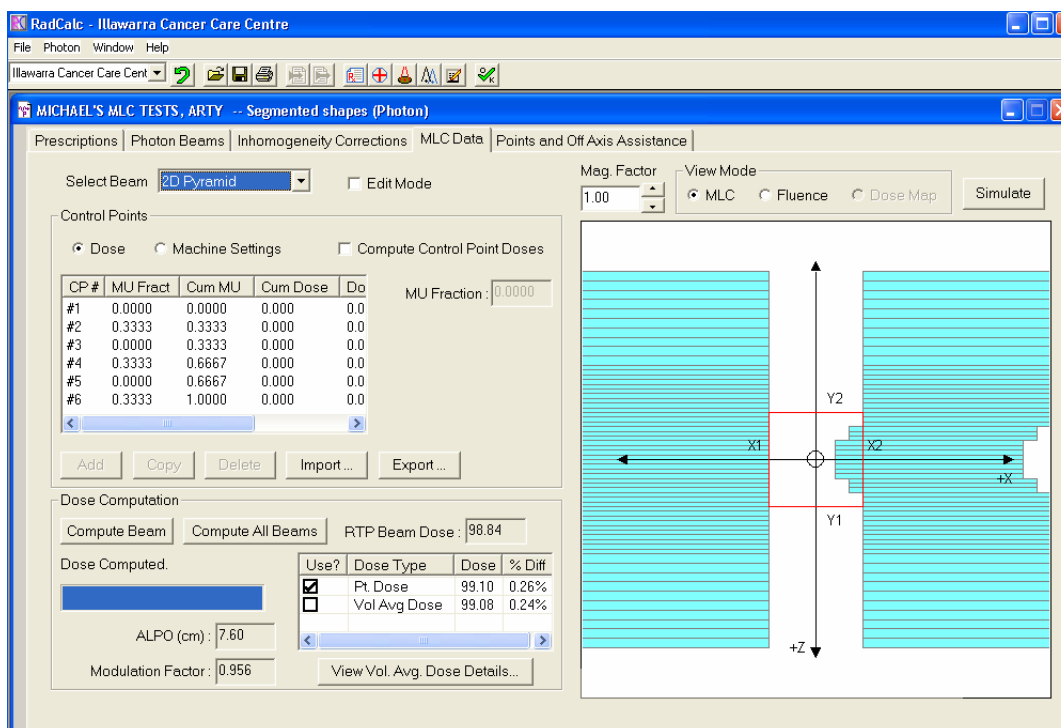 RadCalc - Illawarra Cancer Care Centre
File Photon Window Help
Illawarra Cancer Care Cent
MICHAEL'S MLC TESTS, ARTY -- Segmented shapes (Photon)
Prescriptions Photon Beams Inhomogeneity Corrections MLC Data Points and Off Axis Assistance
Select Beam 2D Pyramid Edit Mode
Mag. Factor
1.00
View Mode
MLC Fluence Dose Map
Simulate
Control Points
Dose Machine Settings Compute Control Point Doses
CP # MU Fract Cum MU Cum Dose Do
#1 0.0000 0.0000 0.000 0.0
#2 0.3333 0.3333 0.000 0.0
#3 0.0000 0.3333 0.000 0.0
#4 0.3333 0.6667 0.000 0.0
#5 0.0000 0.6667 0.000 0.0
#6 0.3333 1.0000 0.000 0.0
MU Fraction : 0.0000
Add Copy Delete Import ... Export ...
Dose Computation
Compute Beam Compute All Beams RTP Beam Dose : 98.84
Dose Computed.
Use? Dose Type Dose % Diff
Pt. Dose 99.10 0.26%
Vol Avg Dose 99.08 0.24%
ALPO (cm) : 7.60
Modulation Factor : 0.956
View Vol. Avg. Dose Details...
Y2
X1 X2
+X
Y1
+Z